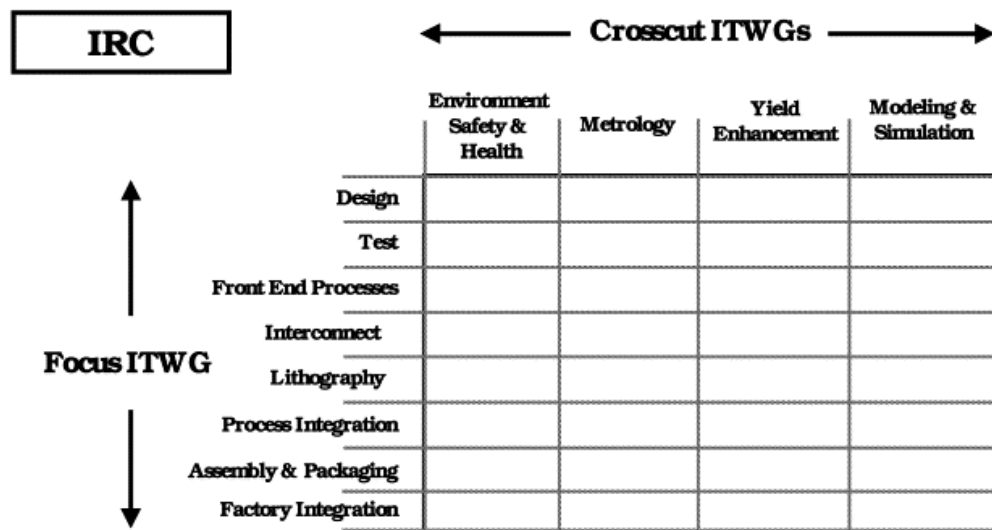 IRC
Crosscut ITWGs
Environment
Safety &
Health
Metrology
Yield
Enhancement
Modeling &
Simulation
Design
Test
Front End Processes
Interconnect
Focus ITWG
Lithography
Process Integration
Assembly & Packaging
Factory Integration